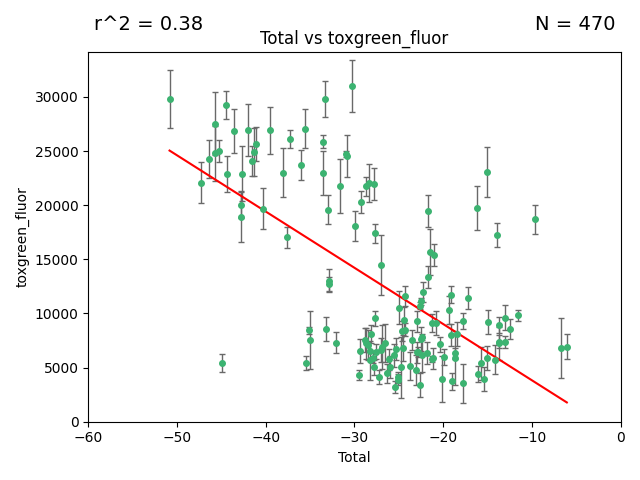 r^2 = 0.38
N = 470
Total vs toxgreen_fluor
30000
25000
20000
15000
10000
5000
0
toxgreen_fluor
−60
−50
−40
−30
−20
−10
0
Total